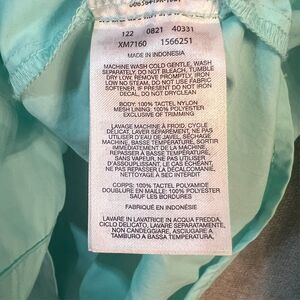 122 0821 40331
XM7160 1566251
MADE IN INDONESIA
MACHINE WASH COLD GENTLE, WASH
SEPARATELY, DO NOT BLEACH, TUMBLE
DRY LOW, REMOVE PROMPTLY, IRON
LOW NO STEAM, DO NOT USE FABRIC
SOFTENER, IF PRESENT DO NOT IRON
DECAL, DO NOT DRYCLEAN
BODY: 100% TACTEL NYLON
MESH LINING: 100% POLYESTER
EXCLUSIVE OF TRIMMING
LAVAGE MACHINE À FROID, CYCLE
DÉLICAT, LAVER SÉPARÉMENT, NE PAS
UTILISER D'EAU DE JAVEL, SÉCHAGE
MACHINE, BASSE TEMPÉRATURE, SORTIR
IMMÉDIATEMENT DE LA MACHINE,
REPASSER À BASSE TEMPÉRATURE
SANS VAPEUR, NE PAS UTILISER
D'ASSOUPLISSANT, LE CAS ÉCHÉANT
NE PAS REPASSER LA DÉCALCOMANIE,
NETTOYAGE À SEC INTERDIT
CORPS: 100% TACTEL POLYAMIDE
DOUBLURE EN MAILLE: 100% POLYESTER
SAUF LES BORDURES
FABRIQUÉ EN INDONÉSIE
LAVARE IN LAVATRICE IN ACQUA FREDDA,
CICLO DELICATO, LAVARE SEPARATAMENTE,
NON CANDEGGIARE, ASCIUGARE A
TAMBURO A BASSA TEMPERATURA,